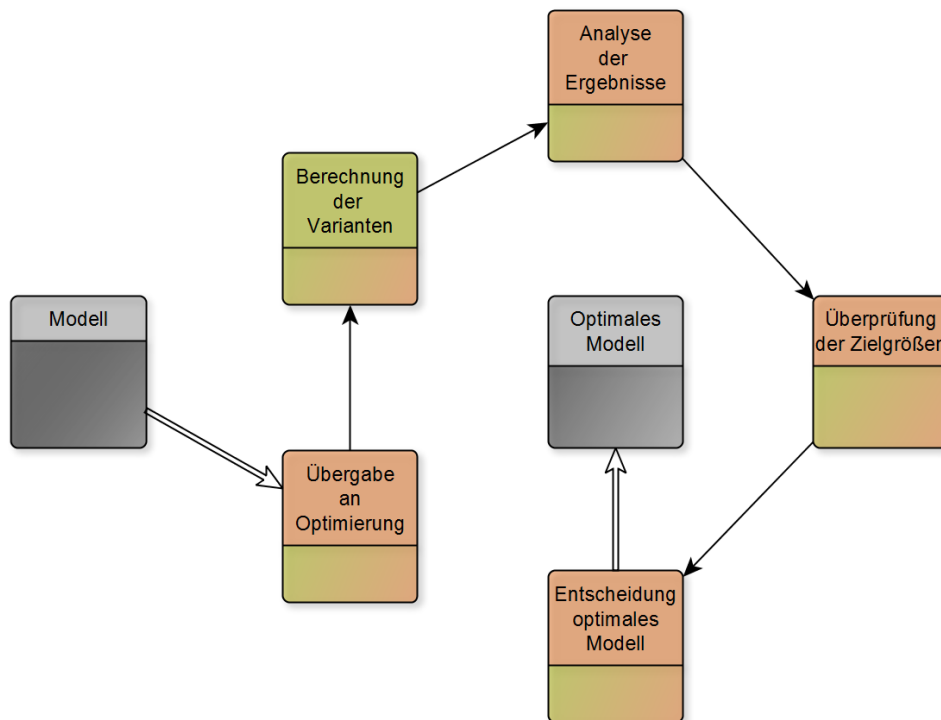 Analyse
der
Ergebnisse
Berechnung
der
Varianten
Modell
Optimales
Modell
Überprüfung
der Zielgrößen
Übergabe
an
Optimierung
Entscheidung
optimales
Modell